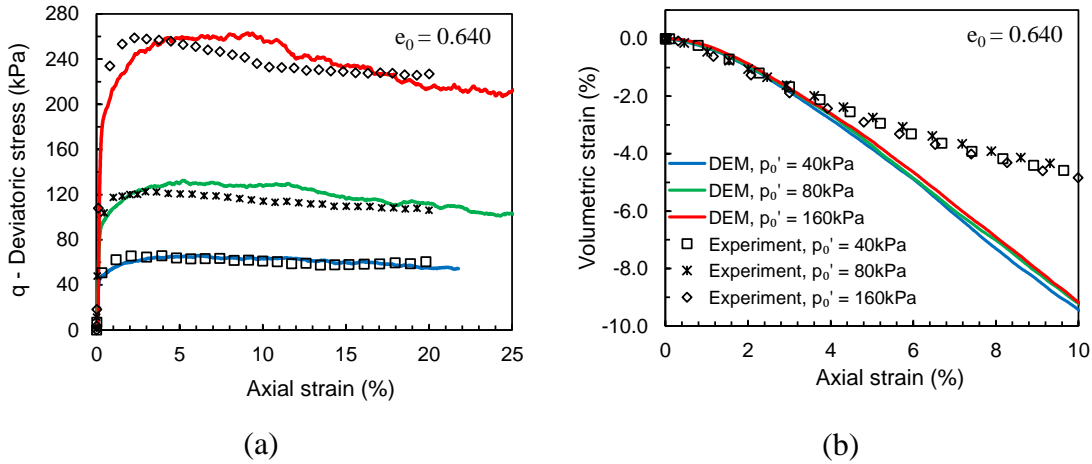 280
240
200
160
120
80
40
0
q - Deviatoric stress (kPa)
e0 = 0.640
0 5 10 15 20 25
Axial strain (%)
(a)
0.0
-2.0
-4.0
-6.0
-8.0
-10.0
Volumetric strain (%)
e0 = 0.640
DEM, p0' = 40kPa
DEM, p0' = 80kPa
DEM, p0' = 160kPa
Experiment, p0' = 40kPa
Experiment, p0' = 80kPa
Experiment, p0' = 160kPa
0 2 4 6 8 10
Axial strain (%)
(b)